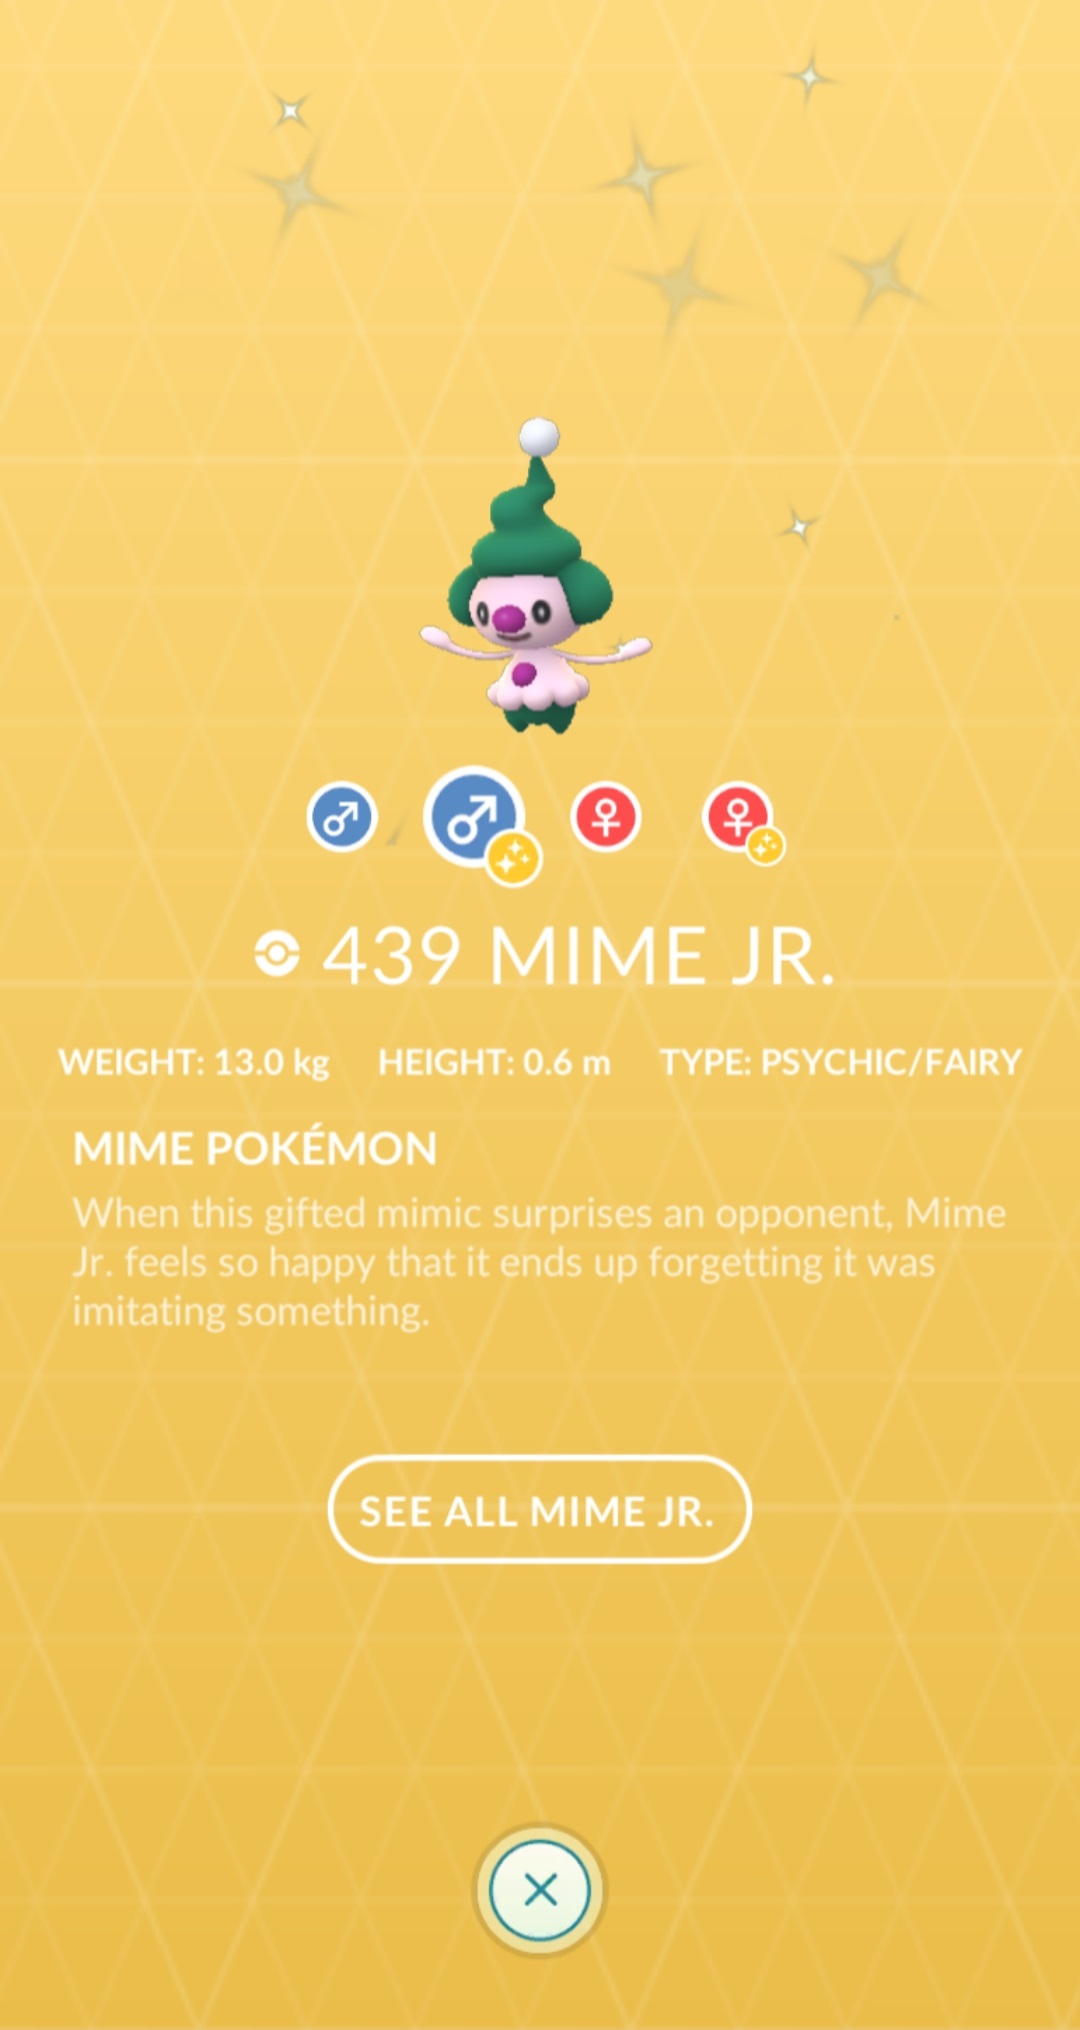 439 MIME JR.
WEIGHT: 13.0 kg HEIGHT: 0.6 m TYPE: PSYCHIC/FAIRY
MIME POKÉMON
When this gifted mimic surprises an opponent, Mime
Jr. feels so happy that it ends up forgetting it was
imitating something.
SEE ALL MIME JR.